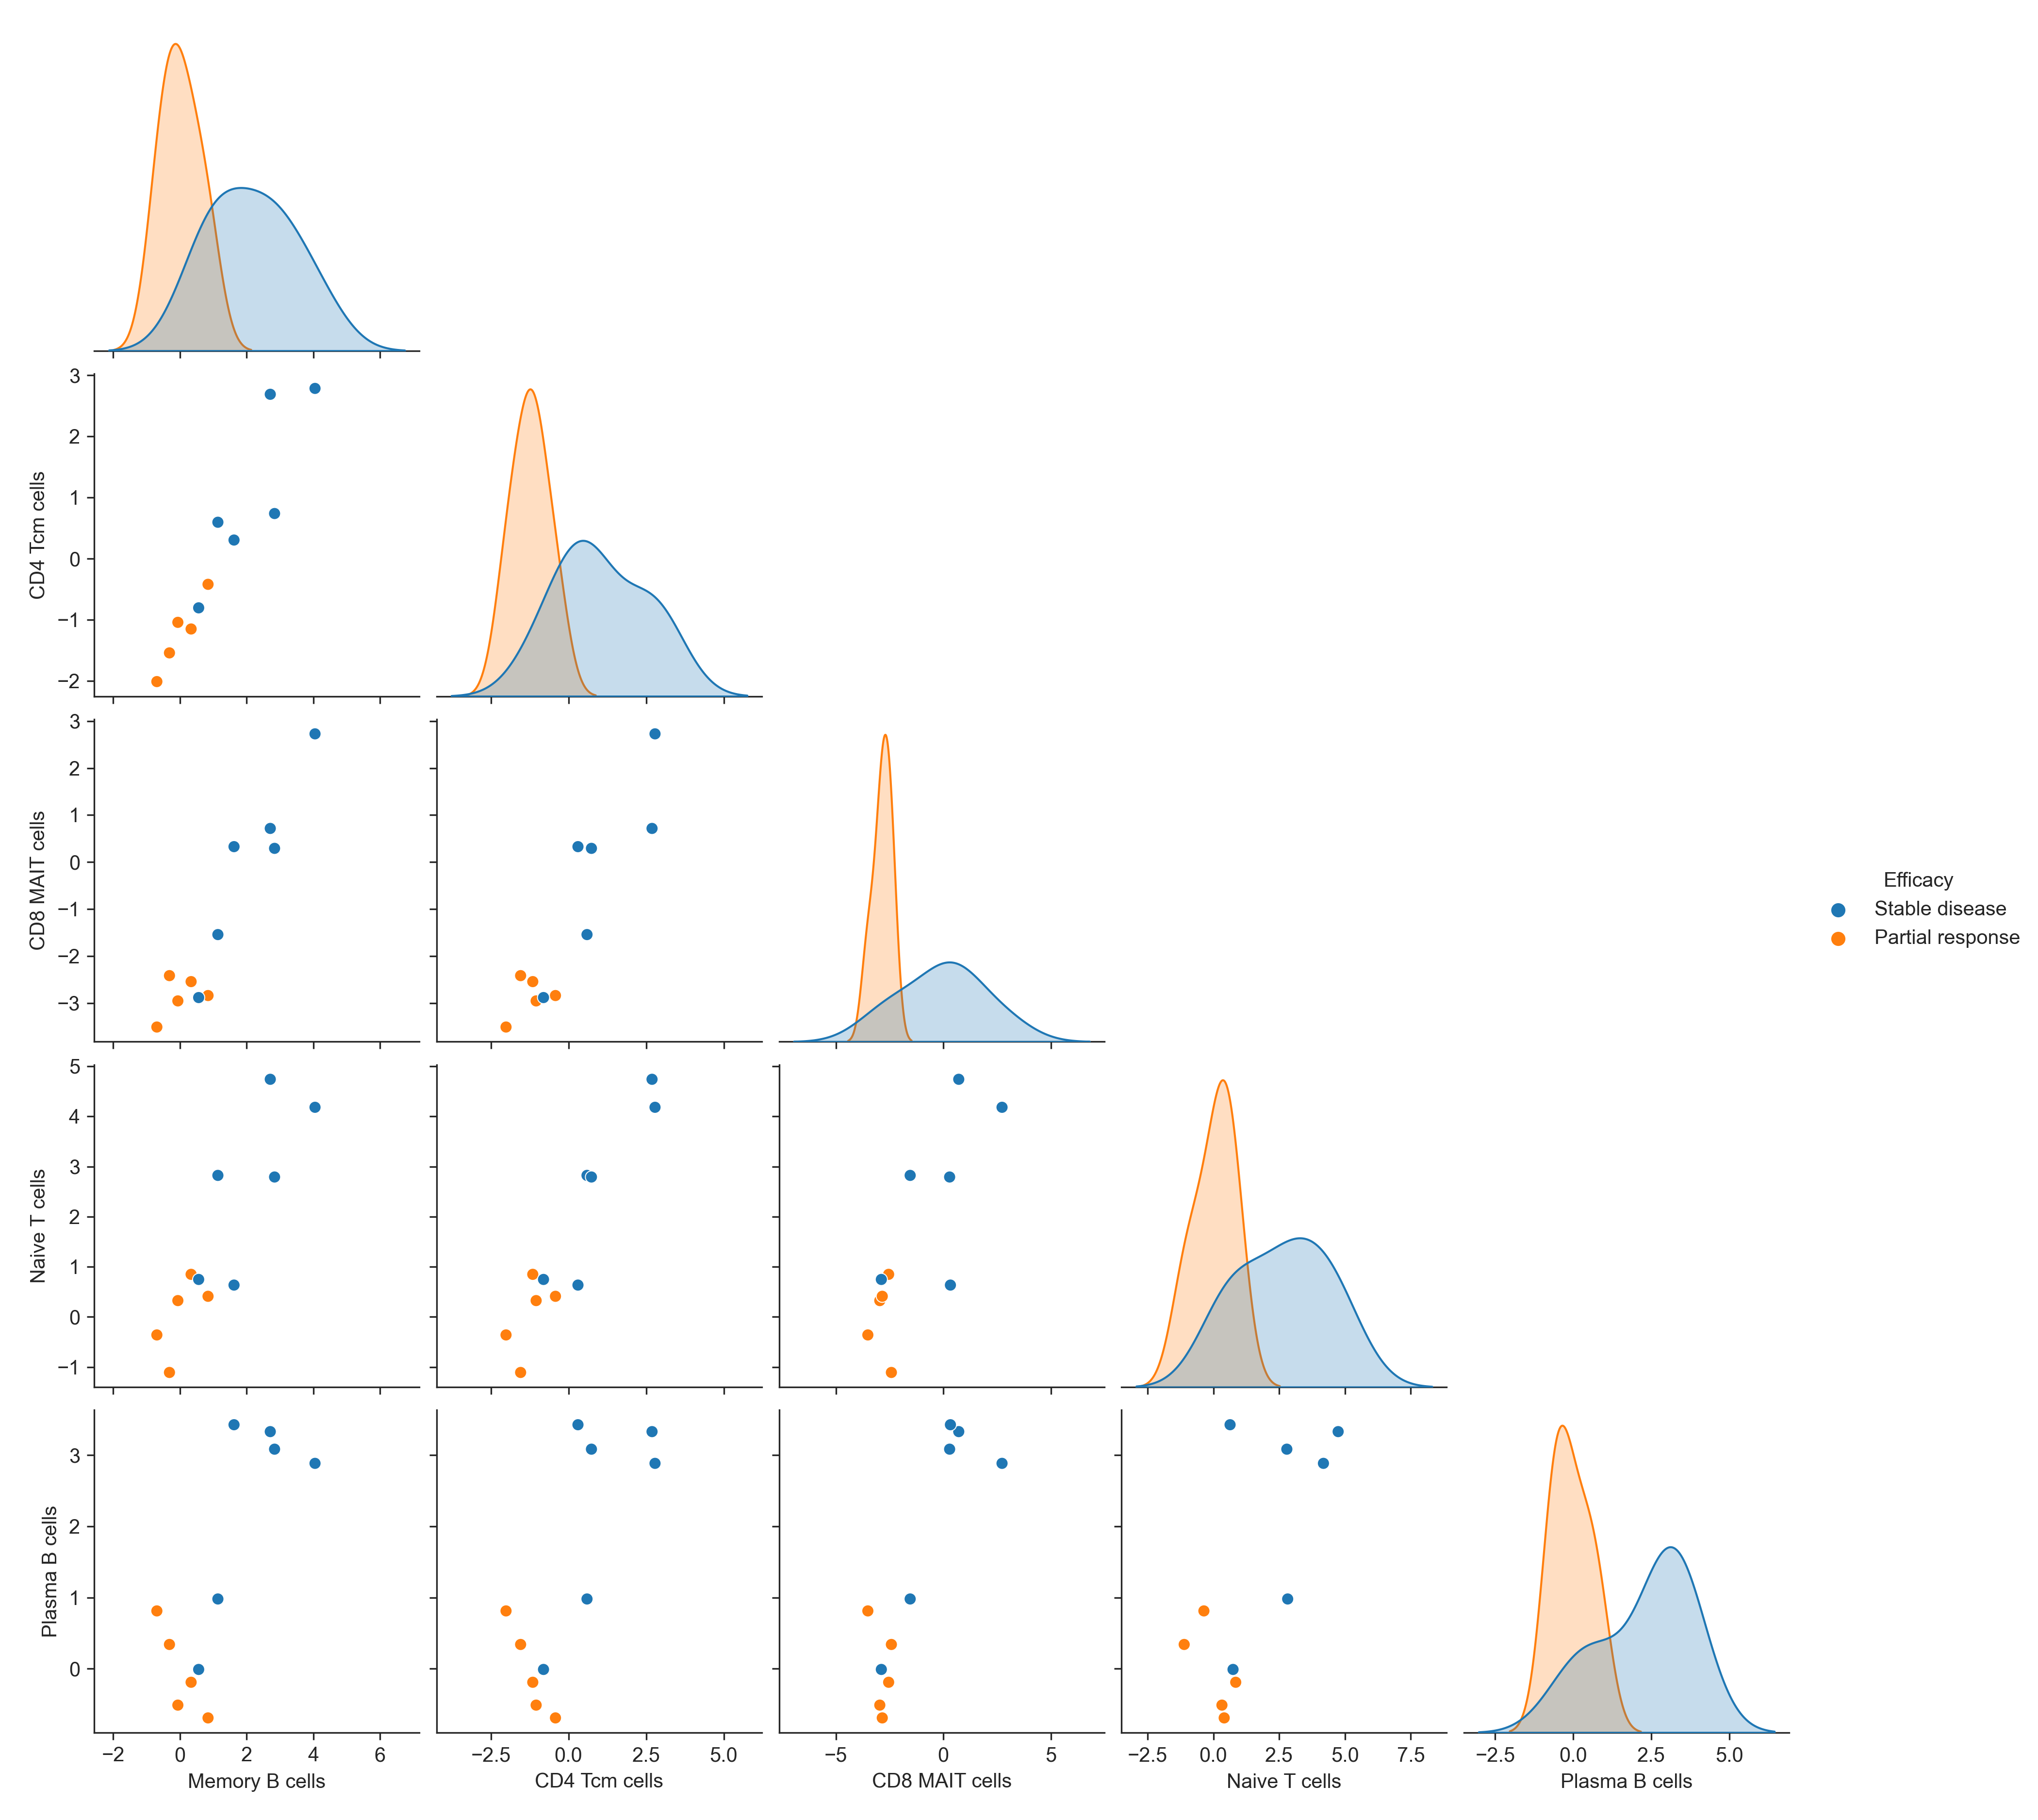 3
2
1
0
−1
−2
CD4 Tcm cells
3
2
1
0
−1
−2
−3
CD8 MAIT cells
5
4
3
2
1
0
−1
Naive T cells
3
2
1
0
Plasma B cells
−2 0 2 4 6
Memory B cells
−2.5 0.0 2.5 5.0
CD4 Tcm cells
−5 0 5
CD8 MAIT cells
−2.5 0.0 2.5 5.0 7.5
Naive T cells
−2.5 0.0 2.5 5.0
Plasma B cells
Efficacy
Stable disease
Partial response